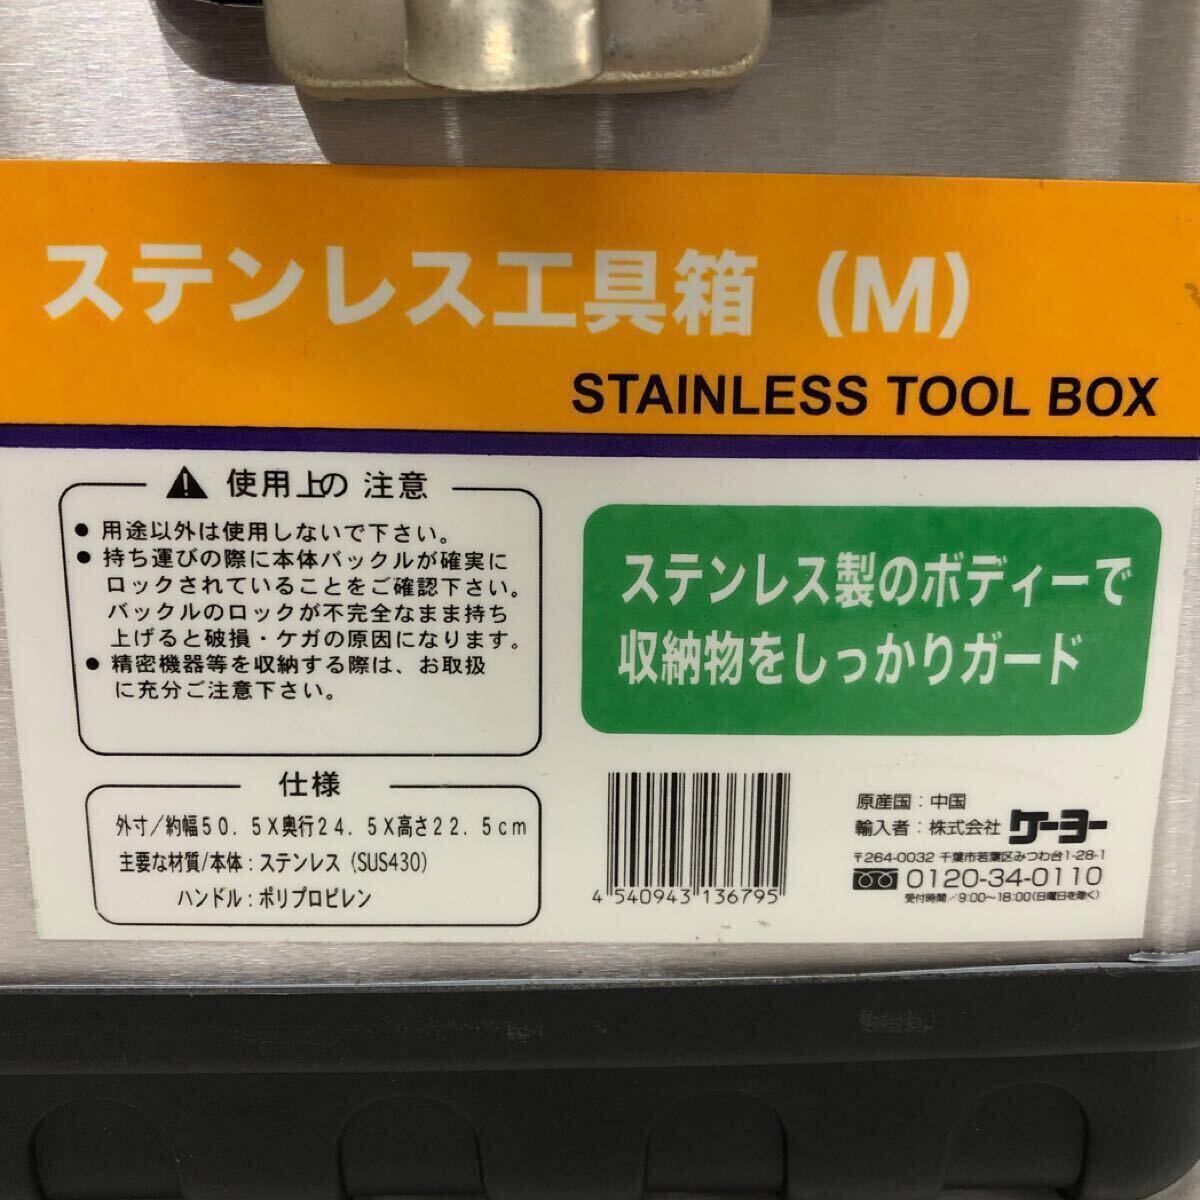 ステンレス工具箱（M）
STAINLESS TOOL BOX
⚠ 使用上の 注意
● 用途以外は使用しないで下さい。
● 持ち運びの際に本体バックルが確実に
ロックされていることをご確認下さい。
バックルのロックが不完全なまま持ち
上げると破損・ケガの原因になります。
● 精密機器等を収納する際は、お取扱
に充分ご注意下さい。
ステンレス製のボディーで
収納物をしっかりガード
仕様
外寸/約幅50.5X奥行24.5X高さ22.5cm
主要な材質/本体：ステンレス（SUS430）
ハンドル：ポリプロピレン
4 540943 136795
原産国：中国
輸入者：株式会社 ケーヨー
〒264-0032 千葉市若葉区みつわ台1-28-1
0120-34-0110
受付時間／9:00〜18:00（日曜日を除く）